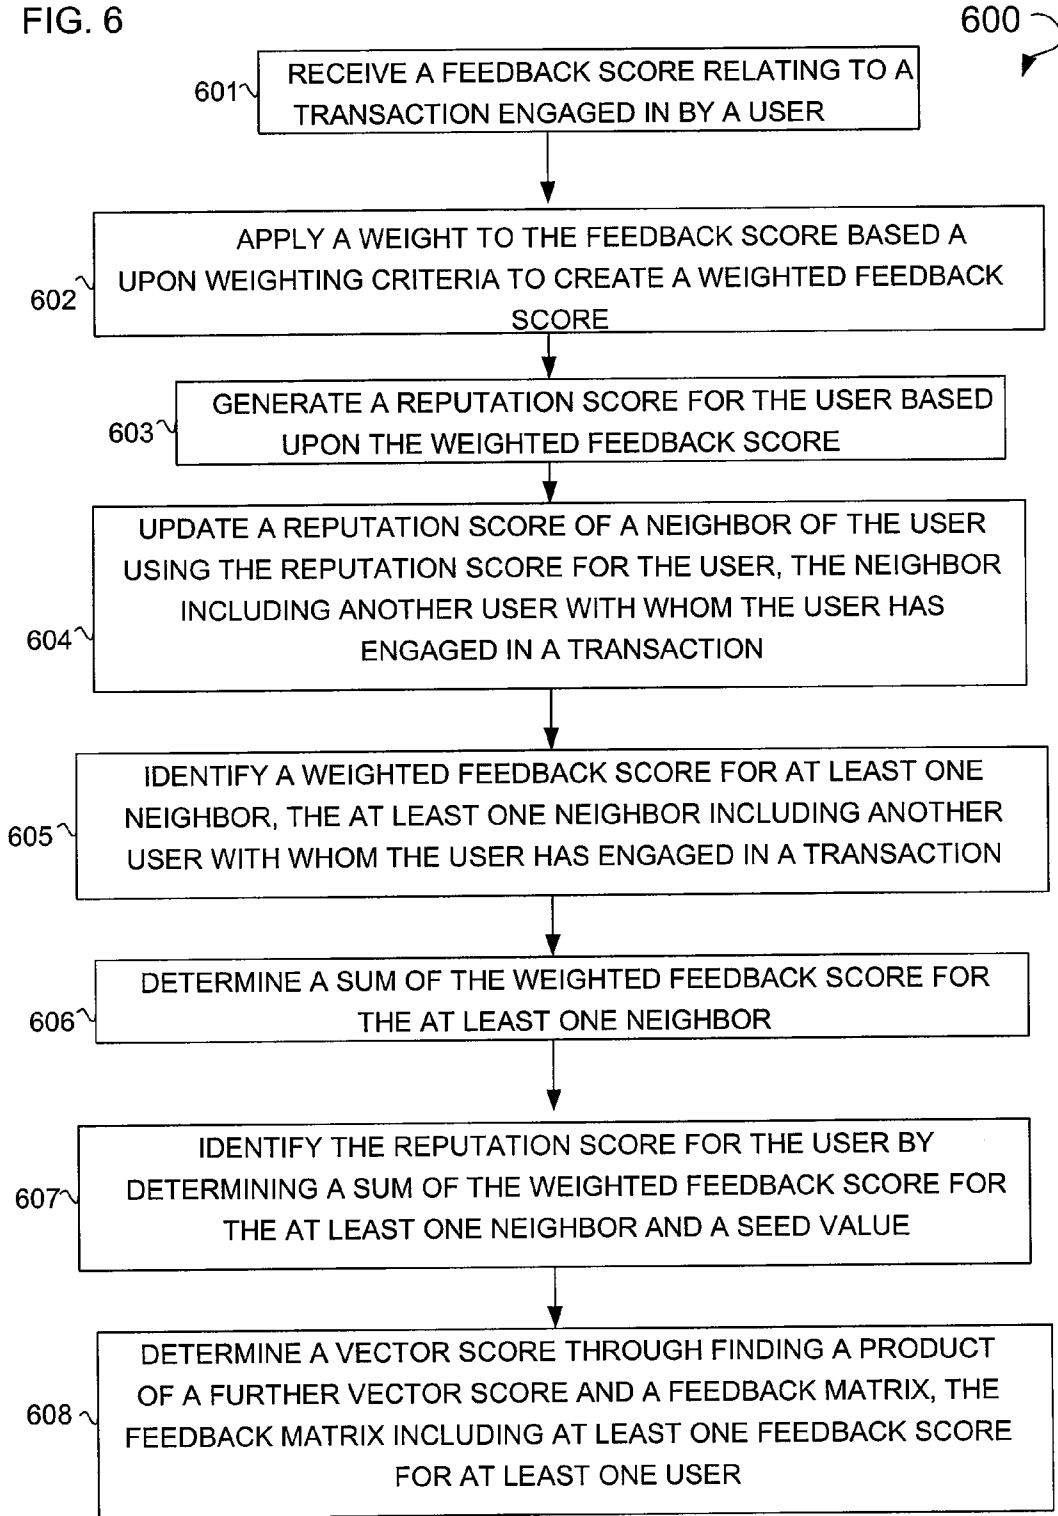 FIG. 6
600
601
RECEIVE A FEEDBACK SCORE RELATING TO A
TRANSACTION ENGAGED IN BY A USER
602
APPLY A WEIGHT TO THE FEEDBACK SCORE BASED A
UPON WEIGHTING CRITERIA TO CREATE A WEIGHTED FEEDBACK
SCORE
603
GENERATE A REPUTATION SCORE FOR THE USER BASED
UPON THE WEIGHTED FEEDBACK SCORE
604
UPDATE A REPUTATION SCORE OF A NEIGHBOR OF THE USER
USING THE REPUTATION SCORE FOR THE USER, THE NEIGHBOR
INCLUDING ANOTHER USER WITH WHOM THE USER HAS
ENGAGED IN A TRANSACTION
605
IDENTIFY A WEIGHTED FEEDBACK SCORE FOR AT LEAST ONE
NEIGHBOR, THE AT LEAST ONE NEIGHBOR INCLUDING ANOTHER
USER WITH WHOM THE USER HAS ENGAGED IN A TRANSACTION
606
DETERMINE A SUM OF THE WEIGHTED FEEDBACK SCORE FOR
THE AT LEAST ONE NEIGHBOR
607
IDENTIFY THE REPUTATION SCORE FOR THE USER BY
DETERMINING A SUM OF THE WEIGHTED FEEDBACK SCORE FOR
THE AT LEAST ONE NEIGHBOR AND A SEED VALUE
608
DETERMINE A VECTOR SCORE THROUGH FINDING A PRODUCT
OF A FURTHER VECTOR SCORE AND A FEEDBACK MATRIX, THE
FEEDBACK MATRIX INCLUDING AT LEAST ONE FEEDBACK SCORE
FOR AT LEAST ONE USER